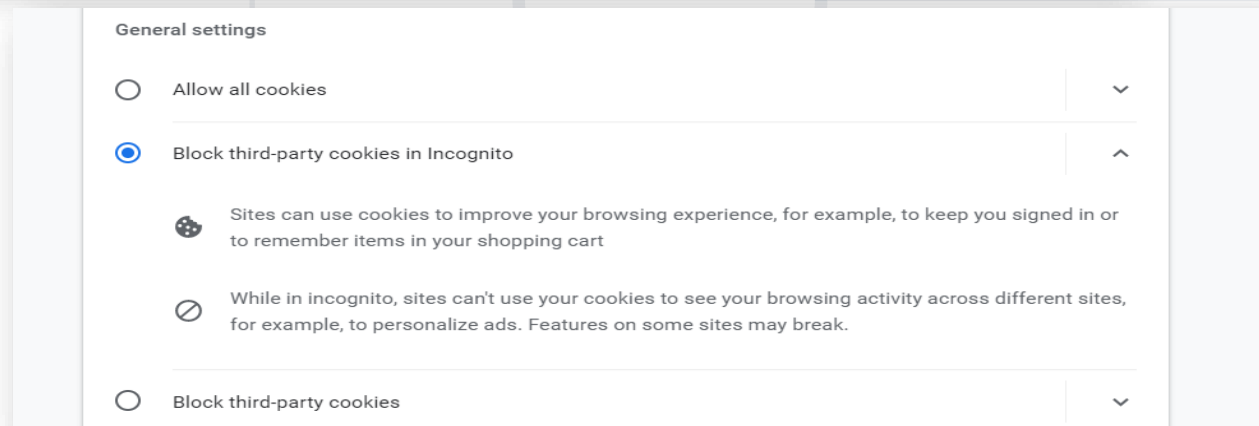 General settings
Allow all cookies
Block third-party cookies in Incognito
Sites can use cookies to improve your browsing experience, for example, to keep you signed in or
to remember items in your shopping cart
While in incognito, sites can't use your cookies to see your browsing activity across different sites,
for example, to personalize ads. Features on some sites may break.
Block third-party cookies